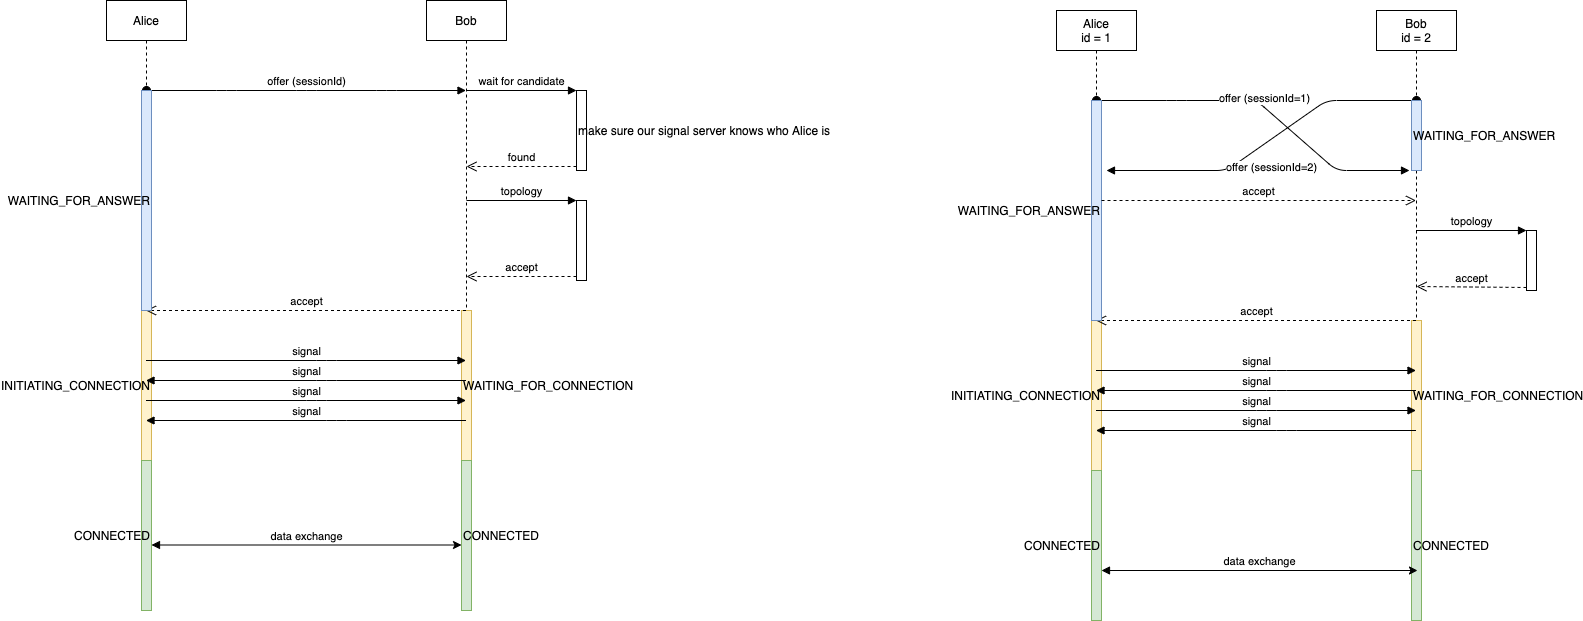 Alice
Bob
offer (sessionId)
wait for candidate
make sure our signal server knows who Alice is
found
topology
WAITING_FOR_ANSWER
accept
accept
signal
signal
INITIATING_CONNECTION
WAITING_FOR_CONNECTION
signal
signal
CONNECTED
data exchange
CONNECTED
Alice
id = 1
Bob
id = 2
offer (sessionId=1)
WAITING_FOR_ANSWER
offer (sessionId=2)
accept
WAITING_FOR_ANSWER
topology
accept
accept
signal
signal
INITIATING_CONNECTION
WAITING_FOR_CONNECTION
signal
signal
CONNECTED
CONNECTED
data exchange